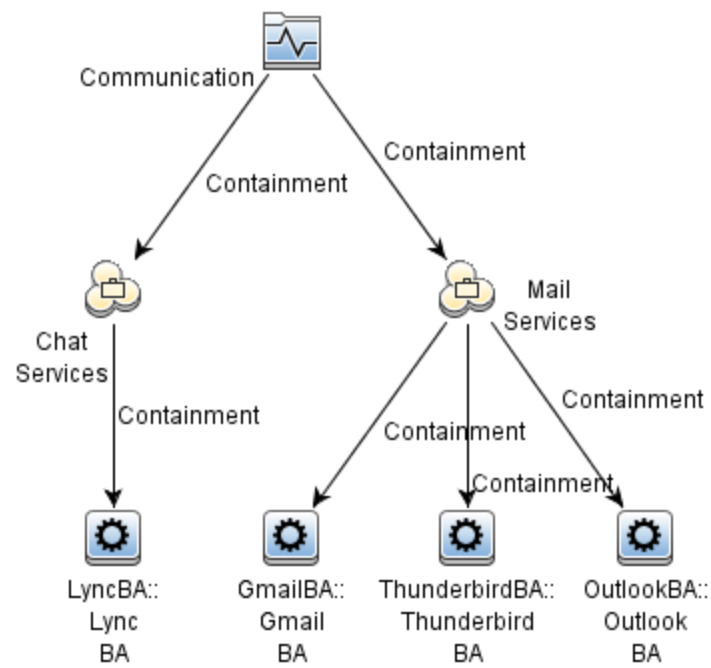 Communication
Containment
Containment
Mail
Services
Chat
Services
Containment
Containment
Containment
Containment
LyncBA::
Lync
BA
GmailBA::
Gmail
BA
ThunderbirdBA::
Thunderbird
BA
OutlookBA::
Outlook
BA